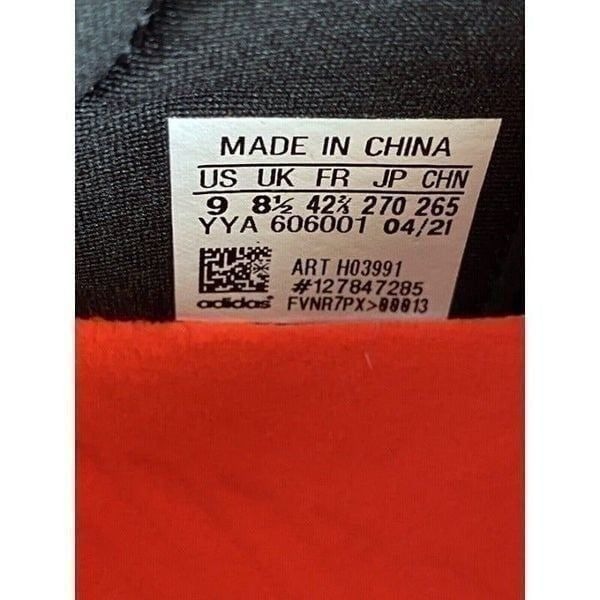 MADE IN CHINA
US UK FR JP CHN
9 8½ 42⅔ 270 265
YYA 606001 04/21
ART H03991
#127847285
adidas® FVNR7PX>00013